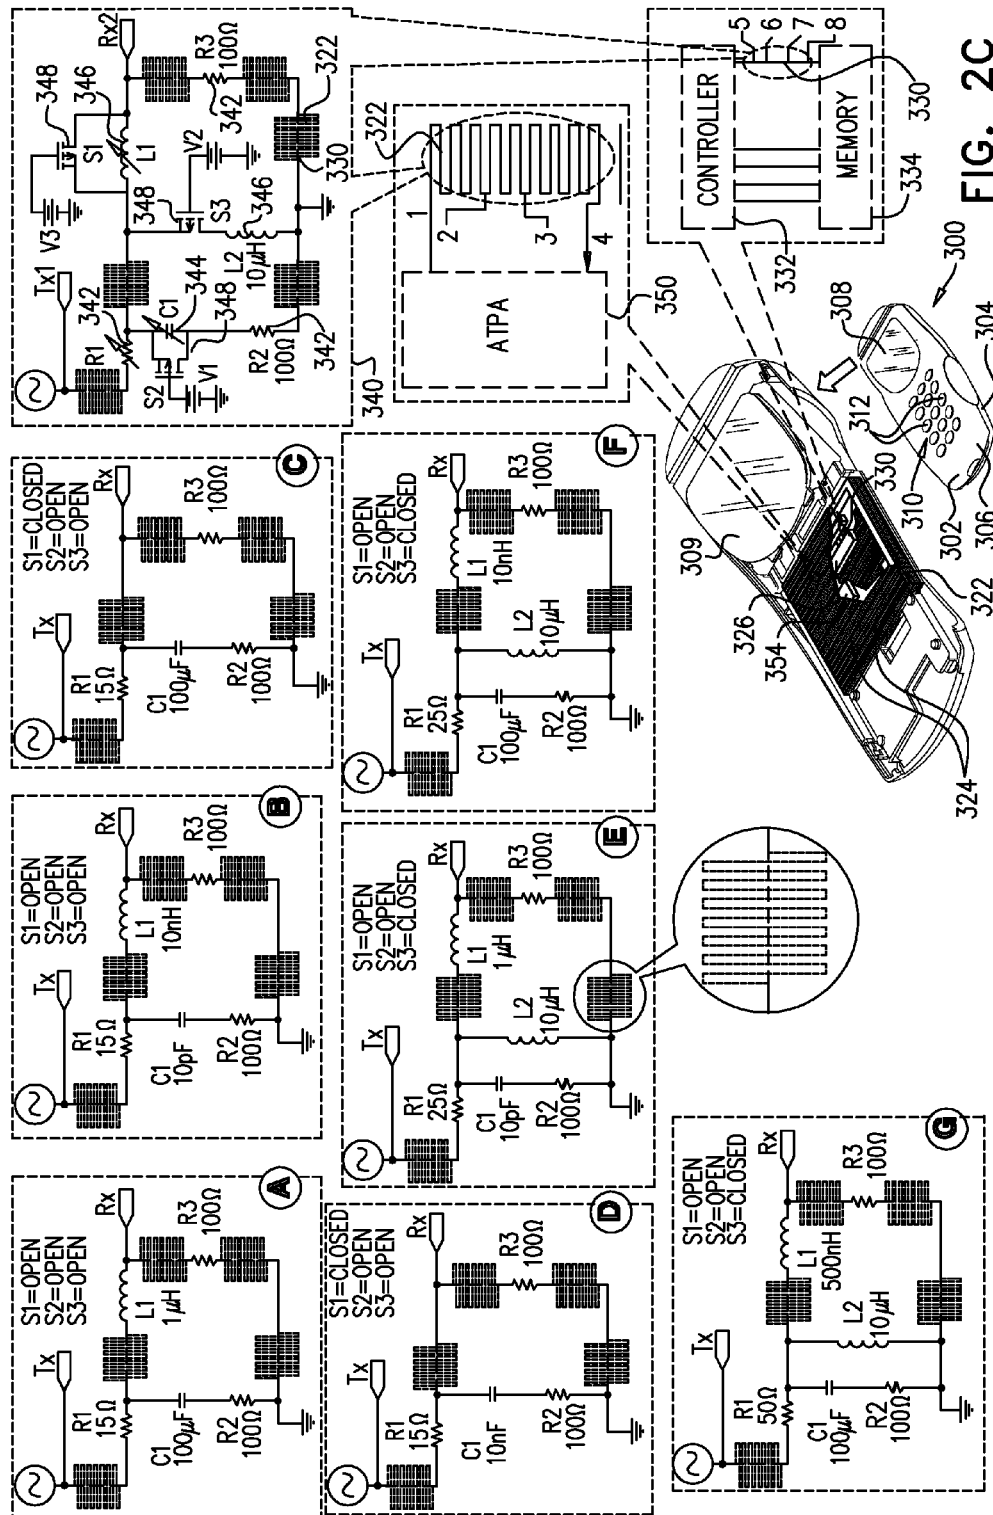 Tx
S1=OPEN
S2=OPEN
S3=OPEN
Rx
R1
15Ω
L1
1μH
R3
100Ω
C1
100μF
R2
100Ω
A
Tx
S1=OPEN
S2=OPEN
S3=OPEN
Rx
R1
15Ω
L1
10nH
R3
100Ω
C1
10pF
R2
100Ω
B
Tx
S1=CLOSED
S2=OPEN
S3=OPEN
Rx
R1
15Ω
R3
100Ω
C1
100μF
R2
100Ω
C
Tx1
342
R1
V3
348
S1
346
L1
Rx2
R3
100Ω
342
322
330
V2
348
S3
346
L2
10μH
C1
344
348
S2
V1
R2
100Ω
342
340
Tx
S1=CLOSED
S2=OPEN
S3=OPEN
Rx
R1
15Ω
R3
100Ω
C1
10nF
R2
100Ω
D
Tx
S1=OPEN
S2=OPEN
S3=CLOSED
Rx
R1
25Ω
L1
1μH
R3
100Ω
L2
10μH
C1
10pF
R2
100Ω
E
Tx
S1=OPEN
S2=OPEN
S3=CLOSED
Rx
R1
25Ω
L1
10nH
R3
100Ω
L2
10μH
C1
100μF
R2
100Ω
F
ATPA
350
1
2
3
4
322
Tx
S1=OPEN
S2=OPEN
S3=CLOSED
Rx
R1
50Ω
L1
500nH
R3
100Ω
L2
10μH
C1
100μF
R2
100Ω
G
309
326
354
324
322
330
CONTROLLER
332
MEMORY
334
330
5
6
7
8
300
308
312
310
302
306
304
FIG. 2C